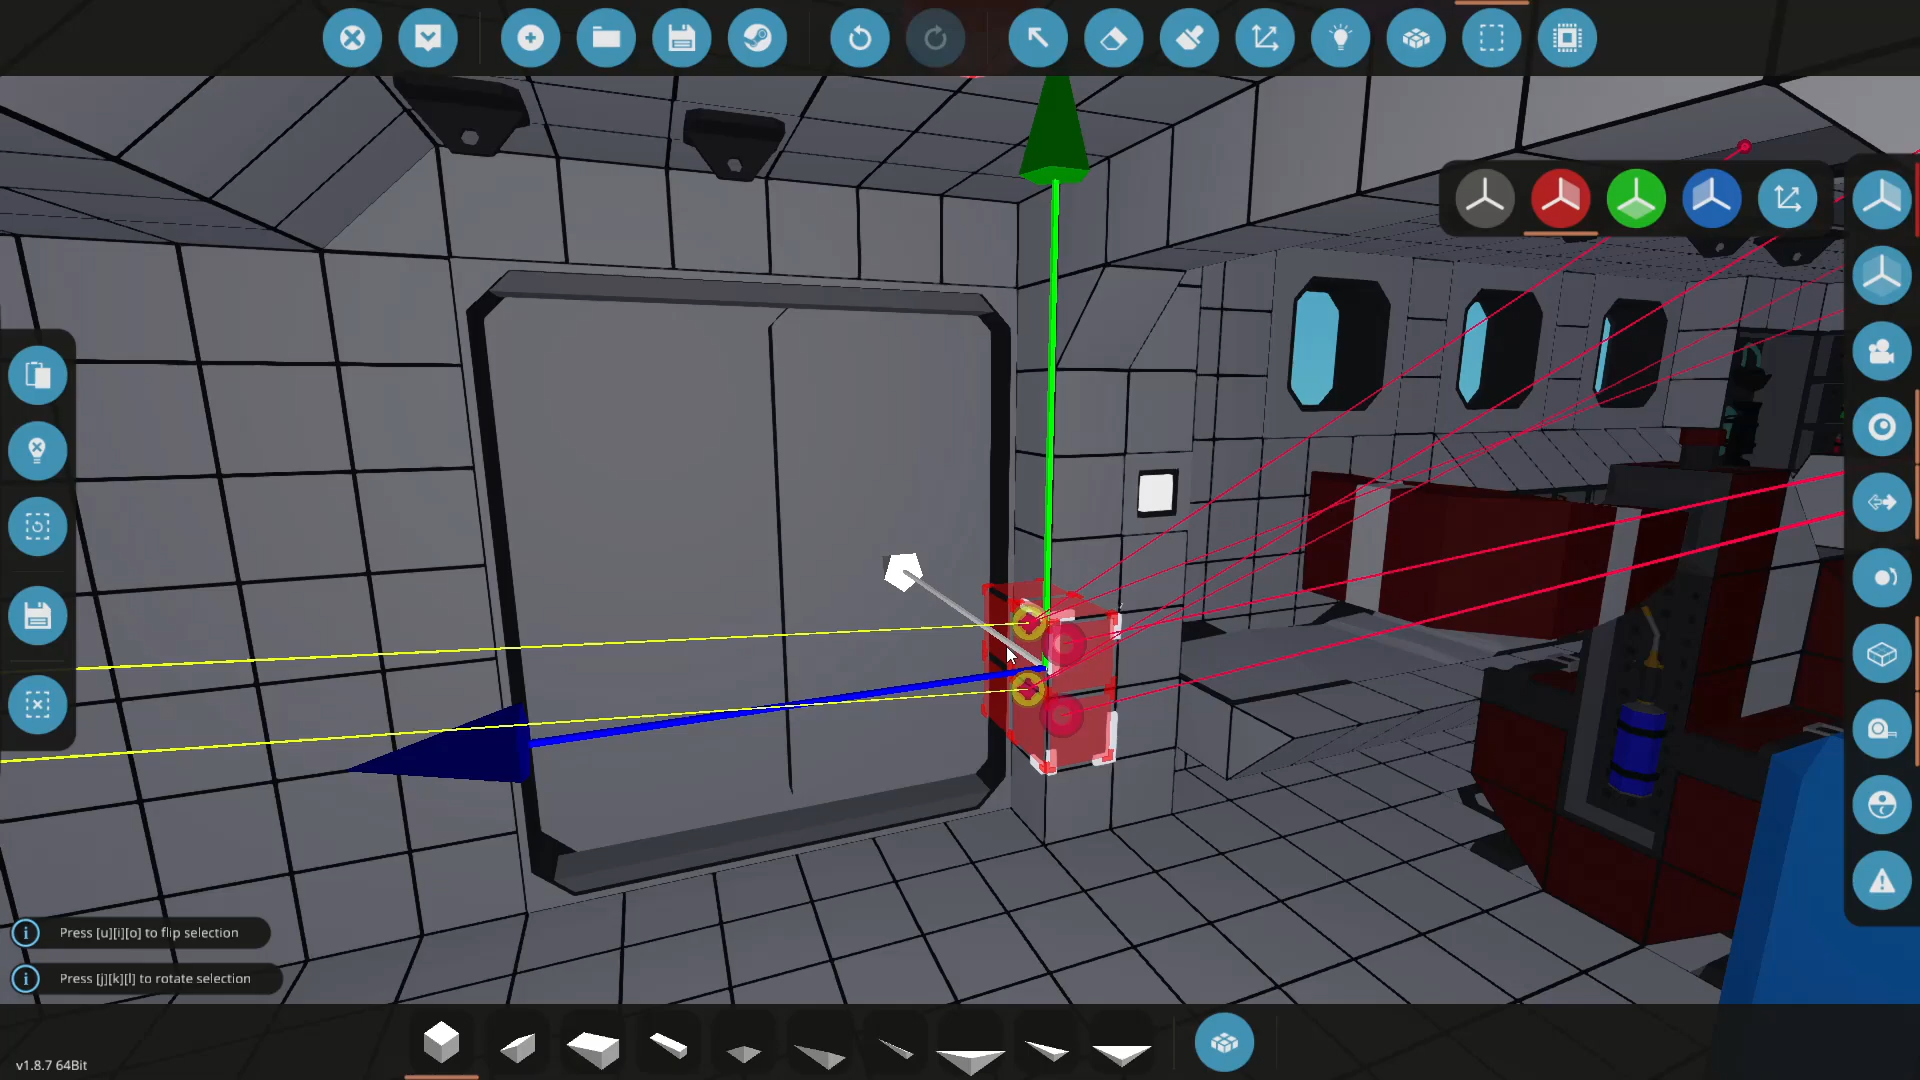 Press [u][i][o] to flip selection
Press [j][k][l] to rotate selection
v1.8.7 64Bit